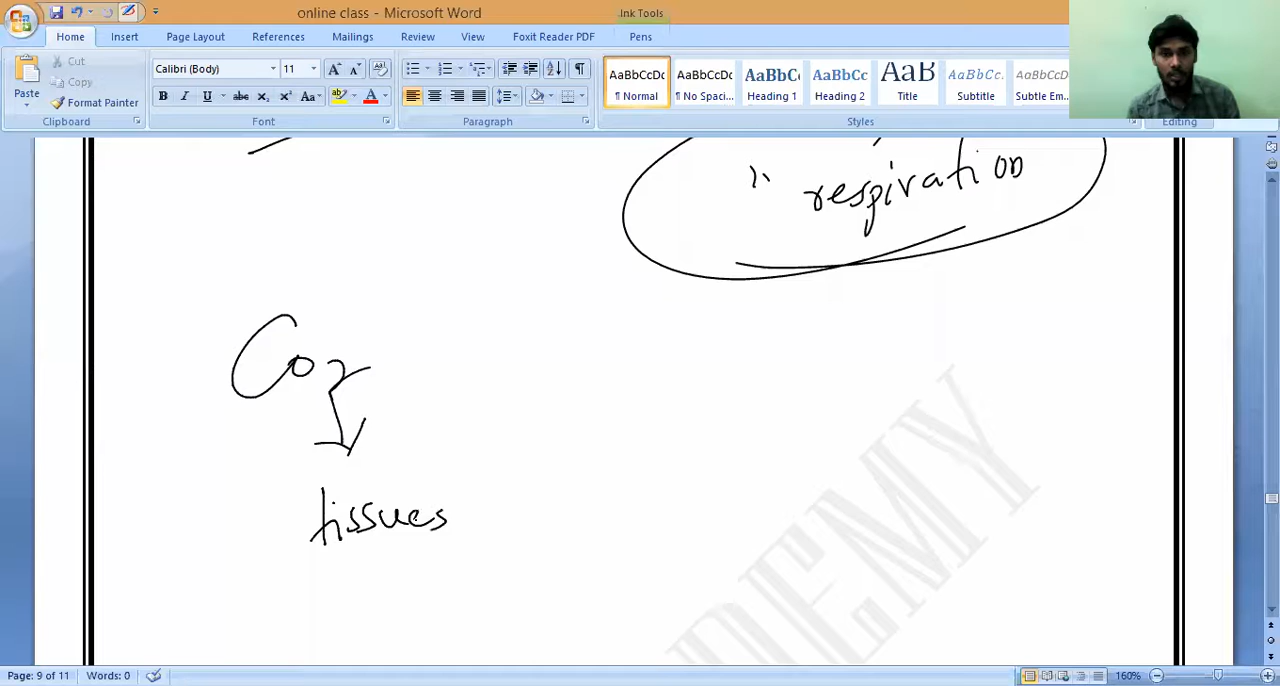 online class - Microsoft Word
Ink Tools
Home Insert Page Layout References Mailings Review View Foxit Reader PDF Pens
Paste
Cut
Copy
Format Painter
Clipboard
Calibri (Body) 11
Font
Paragraph
AaBbCcDc AaBbCcDc AaBbC AaBbCc AaB AaBbCc. AaBbCcDc
¶ Normal ¶ No Spaci... Heading 1 Heading 2 Title Subtitle Subtle Em...
Styles
Editing
respiration
Co2
tissues
DEMY
Page: 9 of 11 Words: 0 160%